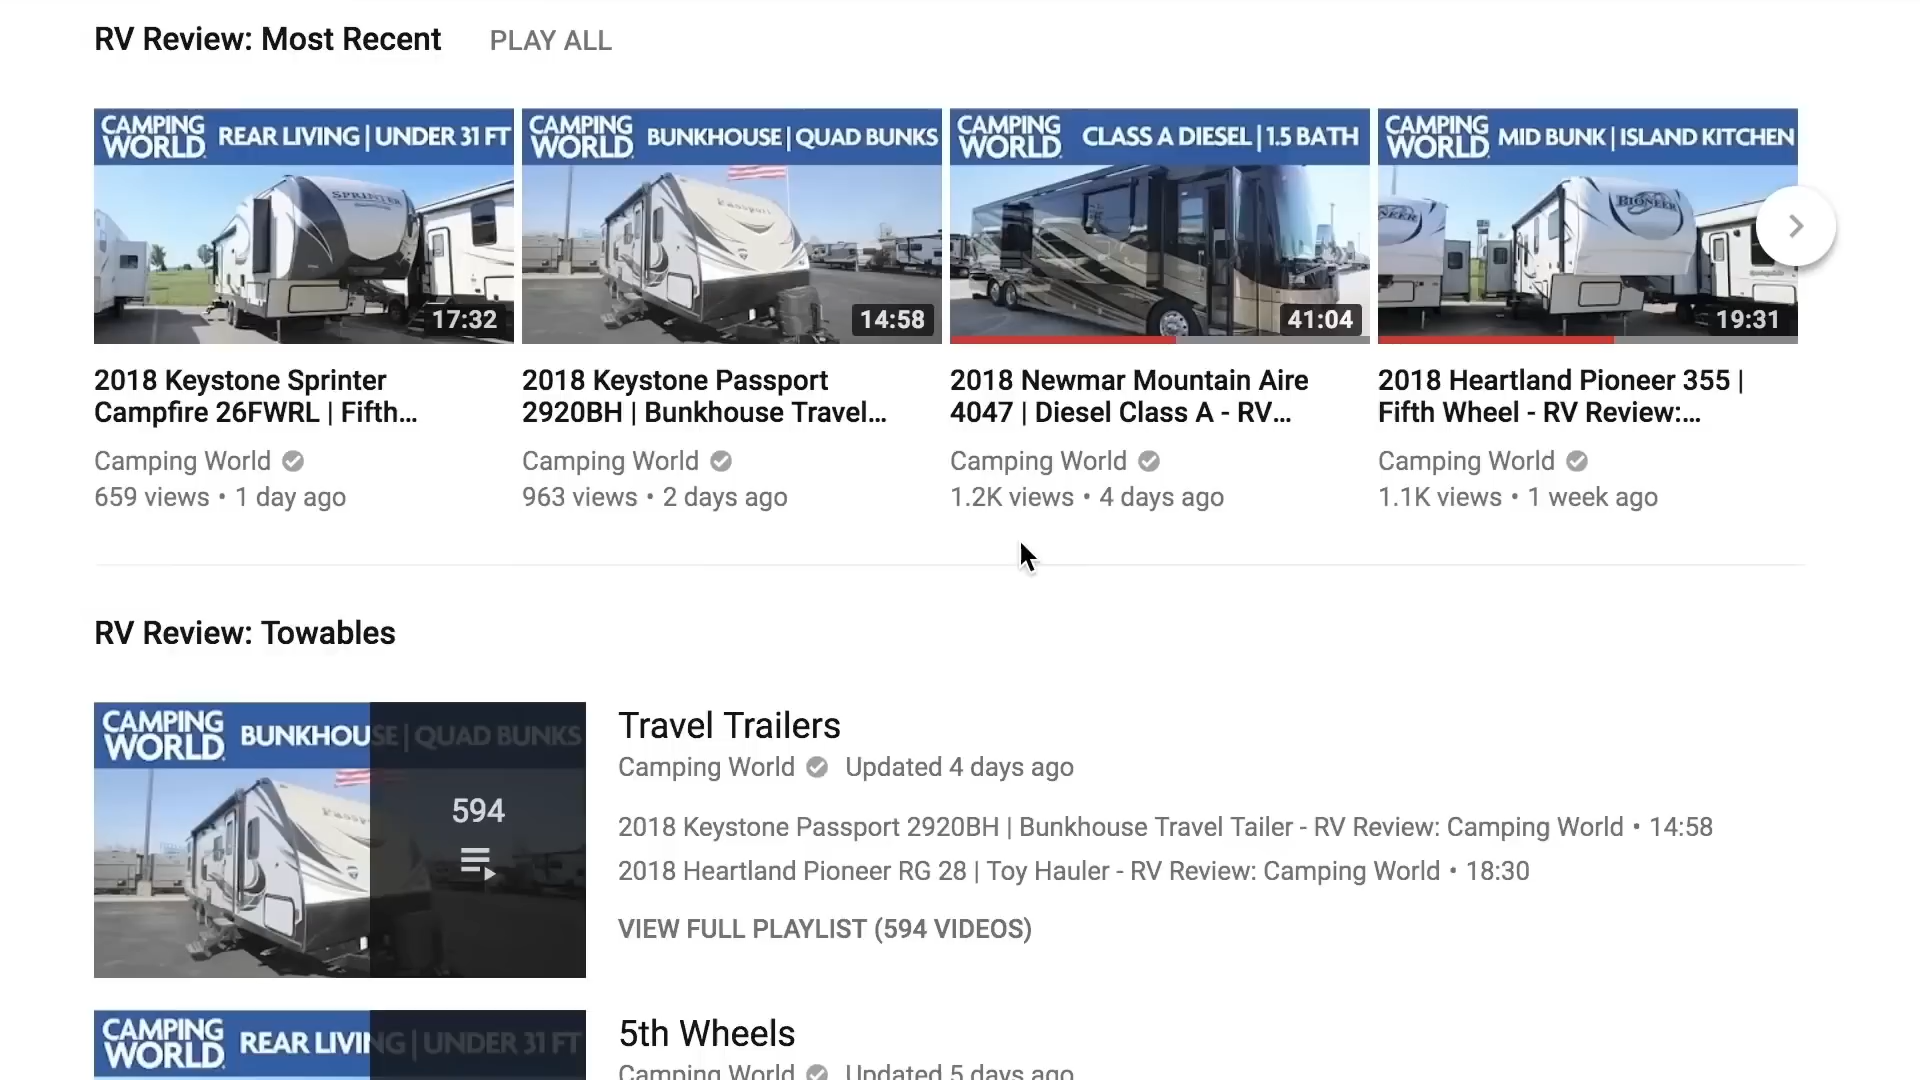 RV Review: Most Recent PLAY ALL
CAMPING WORLD REAR LIVING | UNDER 31 FT
SPRINTER
17:32
CAMPING WORLD BUNKHOUSE | QUAD BUNKS
Passport
14:58
CAMPING WORLD CLASS A DIESEL | 1.5 BATH
41:04
CAMPING WORLD MID BUNK | ISLAND KITCHEN
PIONEER
19:31
2018 Keystone Sprinter
Campfire 26FWRL | Fifth...
Camping World
659 views • 1 day ago
2018 Keystone Passport
2920BH | Bunkhouse Travel...
Camping World
963 views • 2 days ago
2018 Newmar Mountain Aire
4047 | Diesel Class A - RV...
Camping World
1.2K views • 4 days ago
2018 Heartland Pioneer 355 |
Fifth Wheel - RV Review:...
Camping World
1.1K views • 1 week ago
RV Review: Towables
CAMPING WORLD BUNKHOUSE | QUAD BUNKS
594
Travel Trailers
Camping World Updated 4 days ago
2018 Keystone Passport 2920BH | Bunkhouse Travel Tailer - RV Review: Camping World • 14:58
2018 Heartland Pioneer RG 28 | Toy Hauler - RV Review: Camping World • 18:30
VIEW FULL PLAYLIST (594 VIDEOS)
CAMPING WORLD REAR LIVING | UNDER 31 FT
5th Wheels
Camping World Updated 5 days ago